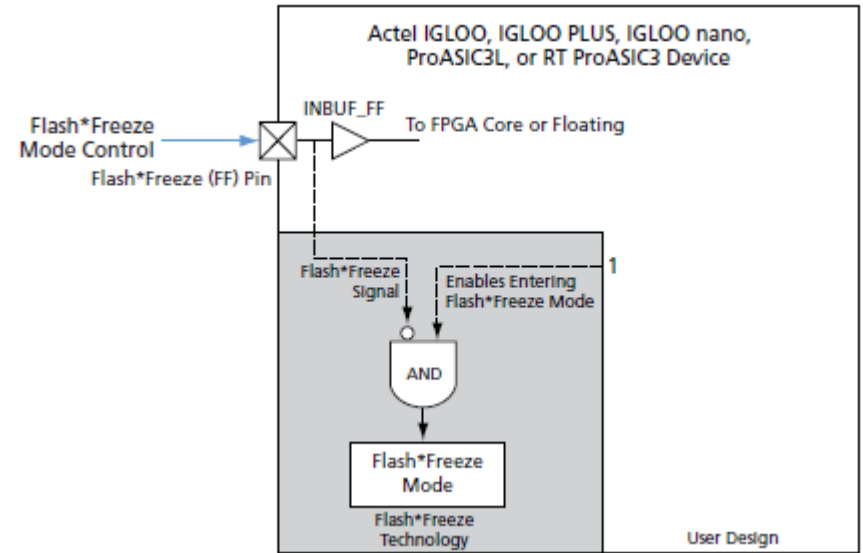 Actel IGLOO, IGLOO PLUS, IGLOO nano,
ProASIC3L, or RT ProASIC3 Device
INBUF_FF
To FPGA Core or Floating
Flash*Freeze
Mode Control
Flash*Freeze (FF) Pin
Flash*Freeze
Signal
1
Enables Entering
Flash*Freeze Mode
AND
Flash*Freeze
Mode
Flash*Freeze
Technology
User Design